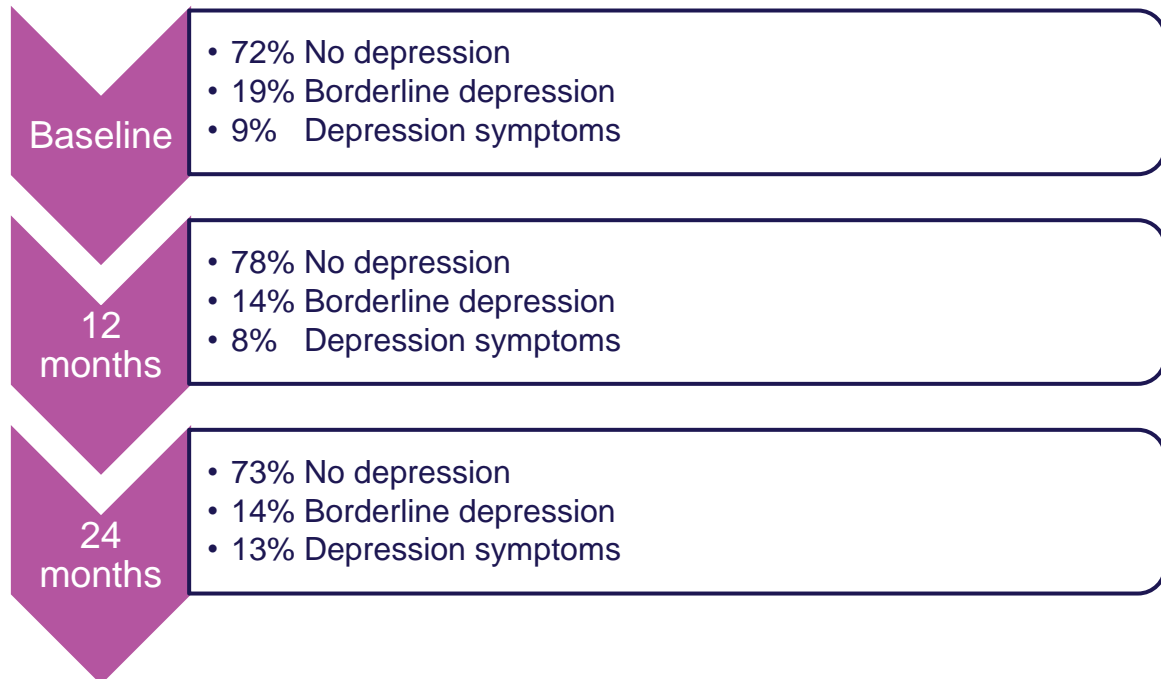 Baseline
• 72% No depression
• 19% Borderline depression
• 9% Depression symptoms
12
months
• 78% No depression
• 14% Borderline depression
• 8% Depression symptoms
24
months
• 73% No depression
• 14% Borderline depression
• 13% Depression symptoms